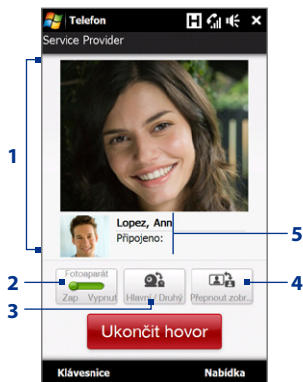 Telefon
Service Provider
1
Lopez, Ann
Připojeno:
5
2
Fotoaparát
Zap Vypnut
Hlavní / Druhý
Přepnout zobr...
4
3
Ukončit hovor
Klávesnice
Nabídka